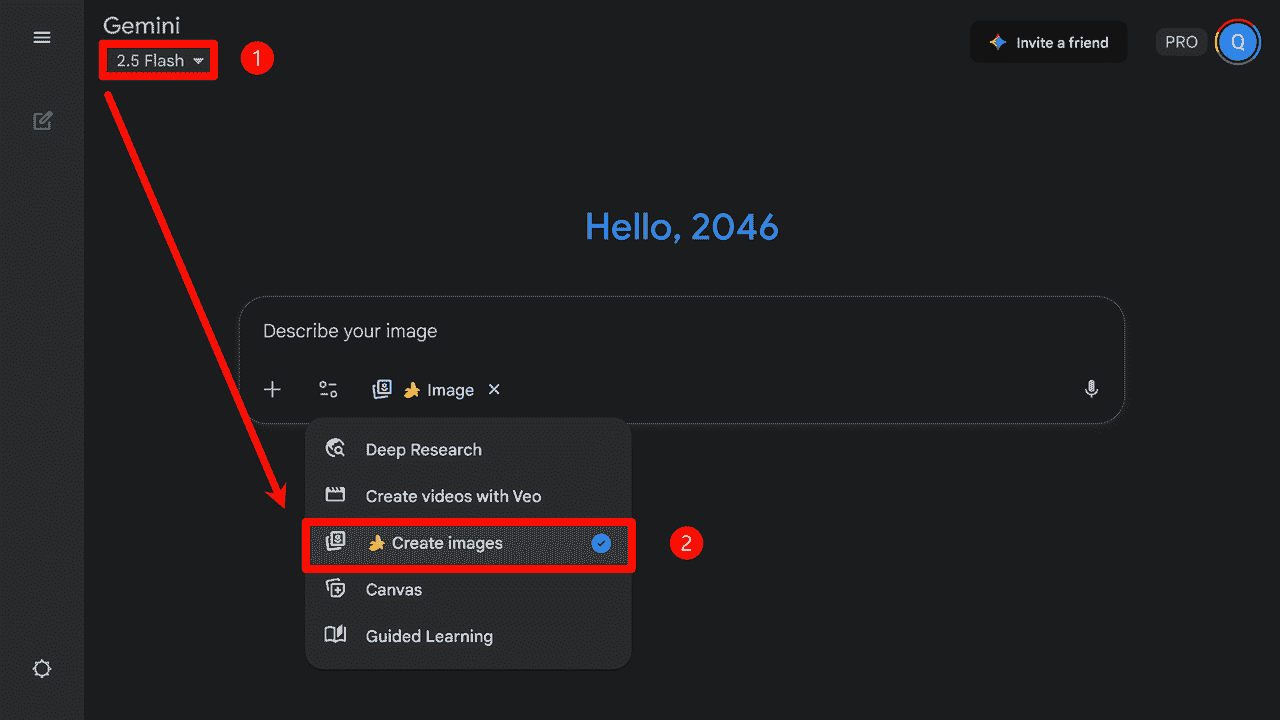 Gemini
2.5 Flash
1
Invite a friend
PRO
Q
Hello, 2046
Describe your image
Image
Deep Research
Create videos with Veo
Create images
2
Canvas
Guided Learning